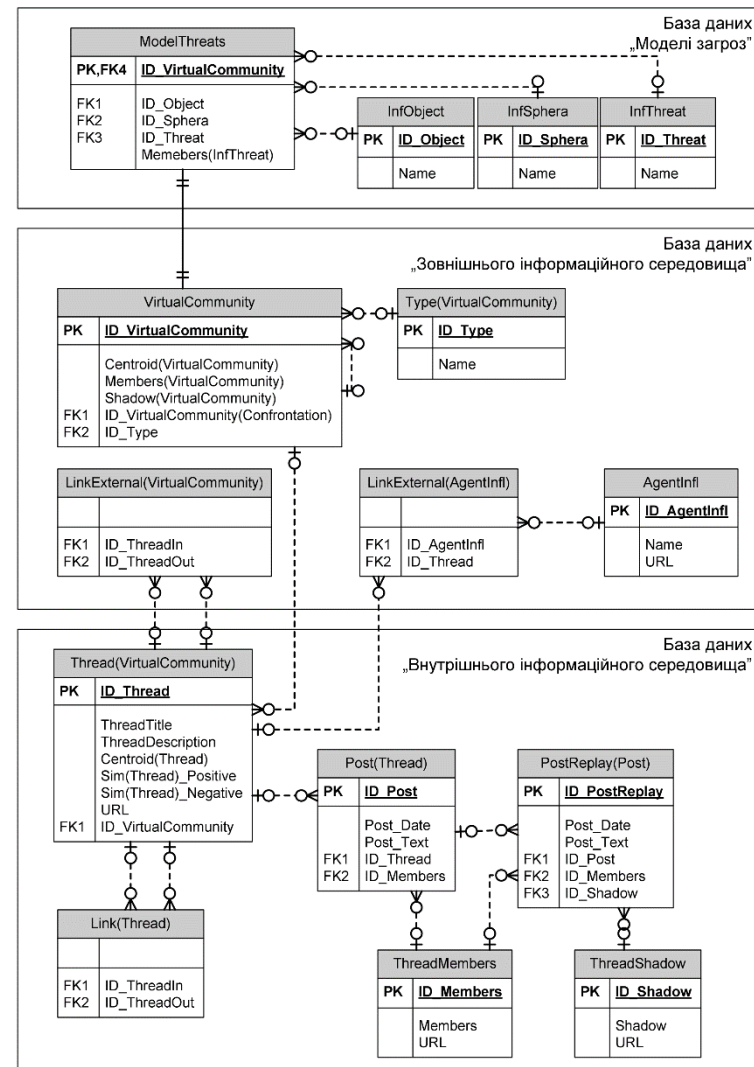 База даних
„Моделі загроз”
ModelThreats
PK,FK4 ID_VirtualCommunity
FK1 ID_Object
FK2 ID_Sphera
FK3 ID_Threat
Memebers(InfThreat)
InfObject
PK ID_Object
Name
InfSphera
PK ID_Sphera
Name
InfThreat
PK ID_Threat
Name
База даних
„Зовнішнього інформаційного середовища”
VirtualCommunity
PK ID_VirtualCommunity
Centroid(VirtualCommunity)
Members(VirtualCommunity)
Shadow(VirtualCommunity)
FK1 ID_VirtualCommunity(Confrontation)
FK2 ID_Type
Type(VirtualCommunity)
PK ID_Type
Name
LinkExternal(VirtualCommunity)
FK1 ID_ThreadIn
FK2 ID_ThreadOut
LinkExternal(AgentInfl)
FK1 ID_AgentInfl
FK2 ID_Thread
AgentInfl
PK ID_AgentInfl
Name
URL
База даних
„Внутрішнього інформаційного середовища”
Thread(VirtualCommunity)
PK ID_Thread
ThreadTitle
ThreadDescription
Centroid(Thread)
Sim(Thread)_Positive
Sim(Thread)_Negative
URL
FK1 ID_VirtualCommunity
Post(Thread)
PK ID_Post
Post_Date
Post_Text
FK1 ID_Thread
FK2 ID_Members
PostReplay(Post)
PK ID_PostReplay
Post_Date
Post_Text
FK1 ID_Post
FK2 ID_Members
FK3 ID_Shadow
Link(Thread)
FK1 ID_ThreadIn
FK2 ID_ThreadOut
ThreadMembers
PK ID_Members
Members
URL
ThreadShadow
PK ID_Shadow
Shadow
URL